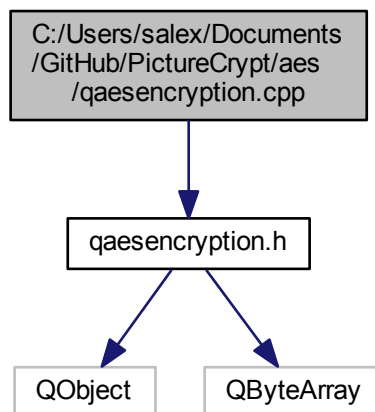 C:/Users/salex/Documents
/GitHub/PictureCrypt/aes
/qaesencryption.cpp
qaesencryption.h
QObject
QByteArray